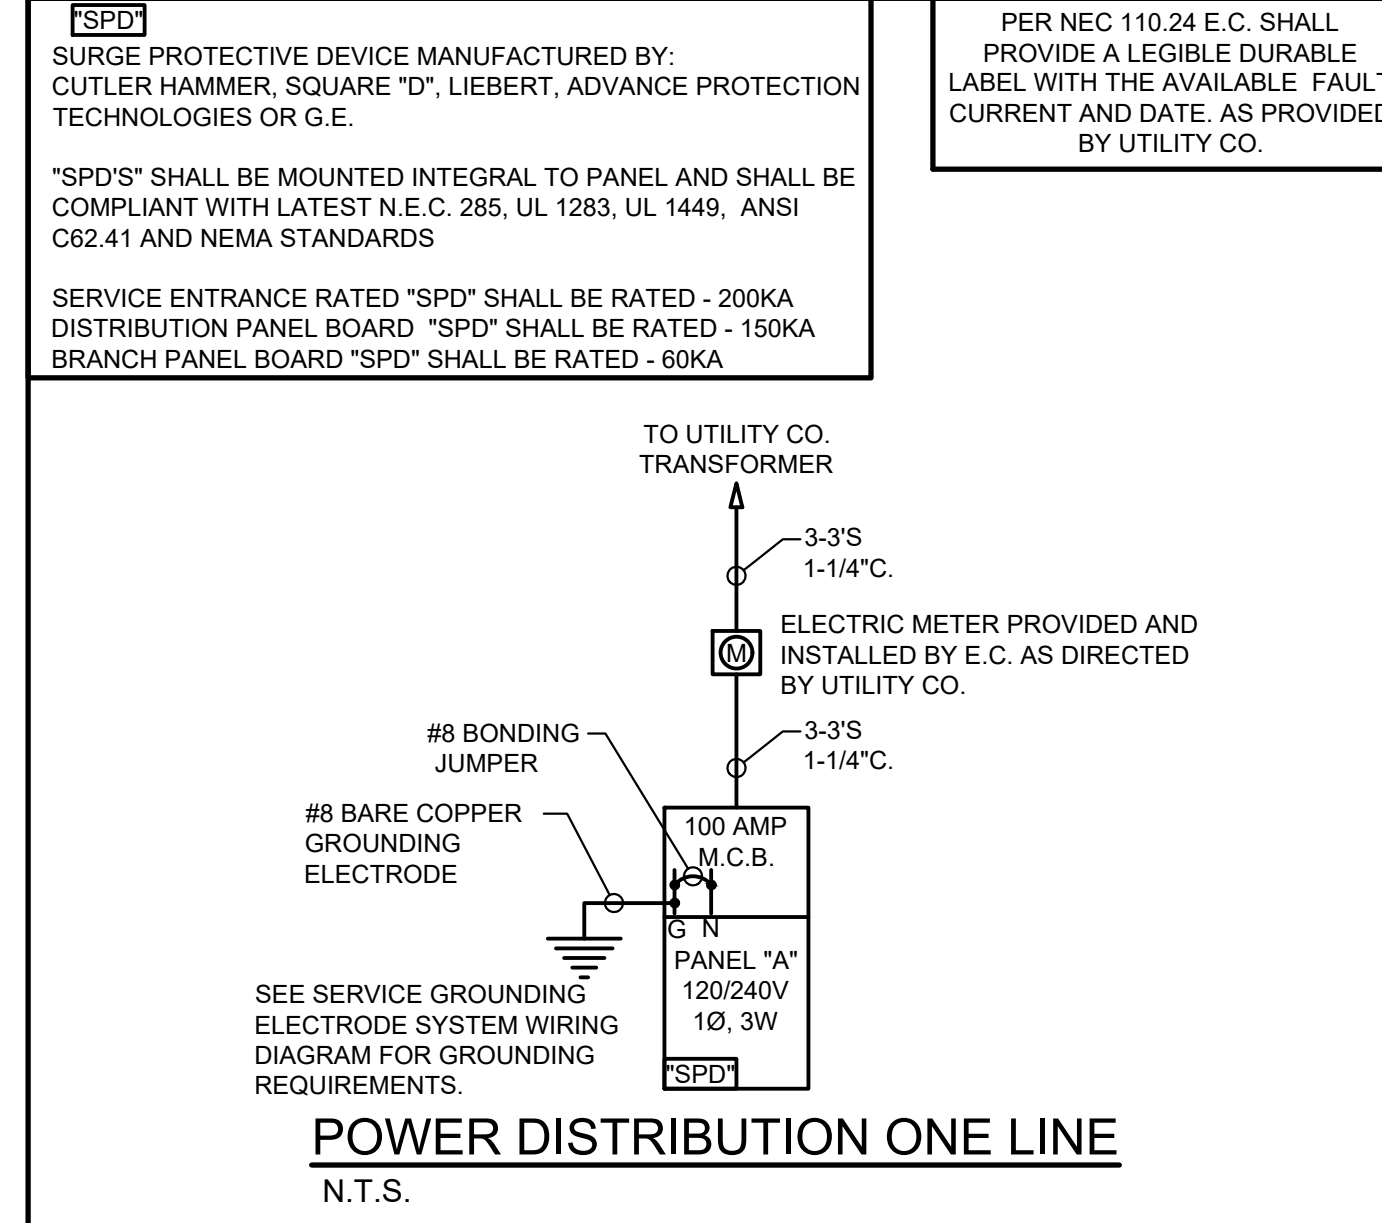 "SPD"
SURGE PROTECTIVE DEVICE MANUFACTURED BY:
CUTLER HAMMER, SQUARE "D", LIEBERT, ADVANCE PROTECTION
TECHNOLOGIES OR G.E.
"SPD'S" SHALL BE MOUNTED INTEGRAL TO PANEL AND SHALL BE
COMPLIANT WITH LATEST N.E.C. 285, UL 1283, UL 1449, ANSI
C62.41 AND NEMA STANDARDS
SERVICE ENTRANCE RATED "SPD" SHALL BE RATED - 200KA
DISTRIBUTION PANEL BOARD "SPD" SHALL BE RATED - 150KA
BRANCH PANEL BOARD "SPD" SHALL BE RATED - 60KA
PER NEC 110.24 E.C. SHALL
PROVIDE A LEGIBLE DURABLE
LABEL WITH THE AVAILABLE FAULT
CURRENT AND DATE. AS PROVIDED
BY UTILITY CO.
TO UTILITY CO.
TRANSFORMER
3-3'S
1-1/4"C.
M
ELECTRIC METER PROVIDED AND
INSTALLED BY E.C. AS DIRECTED
BY UTILITY CO.
#8 BONDING
JUMPER
3-3'S
1-1/4"C.
#8 BARE COPPER
GROUNDING
ELECTRODE
100 AMP
M.C.B.
G N
PANEL "A"
120/240V
1Ø, 3W
"SPD"
SEE SERVICE GROUNDING
ELECTRODE SYSTEM WIRING
DIAGRAM FOR GROUNDING
REQUIREMENTS.
POWER DISTRIBUTION ONE LINE
N.T.S.